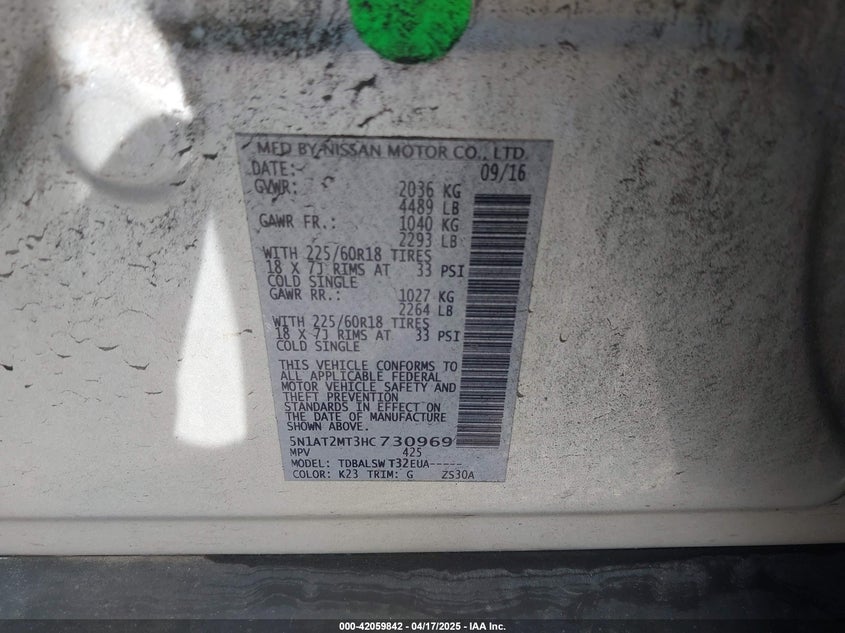 MFD BY NISSAN MOTOR CO., LTD.
DATE: 09/16
GVWR: 2036 KG
4489 LB
GAWR FR.: 1040 KG
2293 LB
WITH 225/60R18 TIRES
18 X 7J RIMS AT 33 PSI
COLD SINGLE
GAWR RR.: 1027 KG
2264 LB
WITH 225/60R18 TIRES
18 X 7J RIMS AT 33 PSI
COLD SINGLE
THIS VEHICLE CONFORMS TO
ALL APPLICABLE FEDERAL
MOTOR VEHICLE SAFETY AND
THEFT PREVENTION
STANDARDS IN EFFECT ON
THE DATE OF MANUFACTURE
SHOWN ABOVE.
5N1AT2MT3HC730969
MPV 425
MODEL: TDBALSW T32EUA-----
COLOR: K23 TRIM: G ZS30A
000-42059842 - 04/17/2025 - IAA Inc.